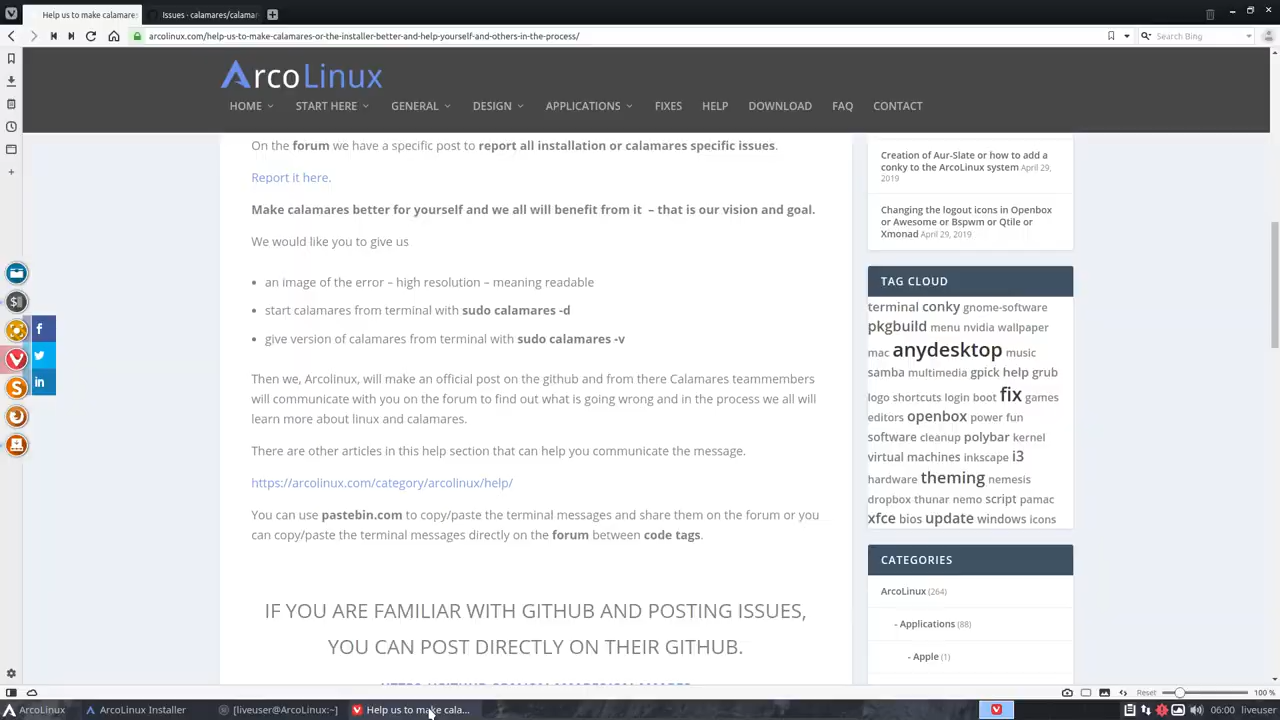 Help us to make calamares
Issues · calamares/calamar
arcolinux.com/help-us-to-make-calamares-or-the-installer-better-and-help-yourself-and-others-in-the-process/
Search Bing
ArcoLinux
HOME
START HERE
GENERAL
DESIGN
APPLICATIONS
FIXES
HELP
DOWNLOAD
FAQ
CONTACT
On the forum we have a specific post to report all installation or calamares specific issues.
Report it here.
Make calamares better for yourself and we all will benefit from it – that is our vision and goal.
We would like you to give us
• an image of the error – high resolution – meaning readable
• start calamares from terminal with sudo calamares -d
• give version of calamares from terminal with sudo calamares -v
Then we, Arcolinux, will make an official post on the github and from there Calamares teammembers
will communicate with you on the forum to find out what is going wrong and in the process we all will
learn more about linux and calamares.
There are other articles in this help section that can help you communicate the message.
https://arcolinux.com/category/arcolinux/help/
You can use pastebin.com to copy/paste the terminal messages and share them on the forum or you
can copy/paste the terminal messages directly on the forum between code tags.
IF YOU ARE FAMILIAR WITH GITHUB AND POSTING ISSUES,
YOU CAN POST DIRECTLY ON THEIR GITHUB.
Creation of Aur-Slate or how to add a
conky to the ArcoLinux system April 29,
2019
Changing the logout icons in Openbox
or Awesome or Bspwm or Qtile or
Xmonad April 29, 2019
TAG CLOUD
terminal conky gnome-software
pkgbuild menu nvidia wallpaper
mac anydesktop music
samba multimedia gpick help grub
logo shortcuts login boot fix games
editors openbox power fun
software cleanup polybar kernel
virtual machines inkscape i3
hardware theming nemesis
dropbox thunar nemo script pamac
xfce bios update windows icons
CATEGORIES
ArcoLinux (264)
- Applications (88)
- Apple (1)
Reset
100 %
ArcoLinux
ArcoLinux Installer
[liveuser@ArcoLinux:~]
Help us to make cala...
06:00
liveuser